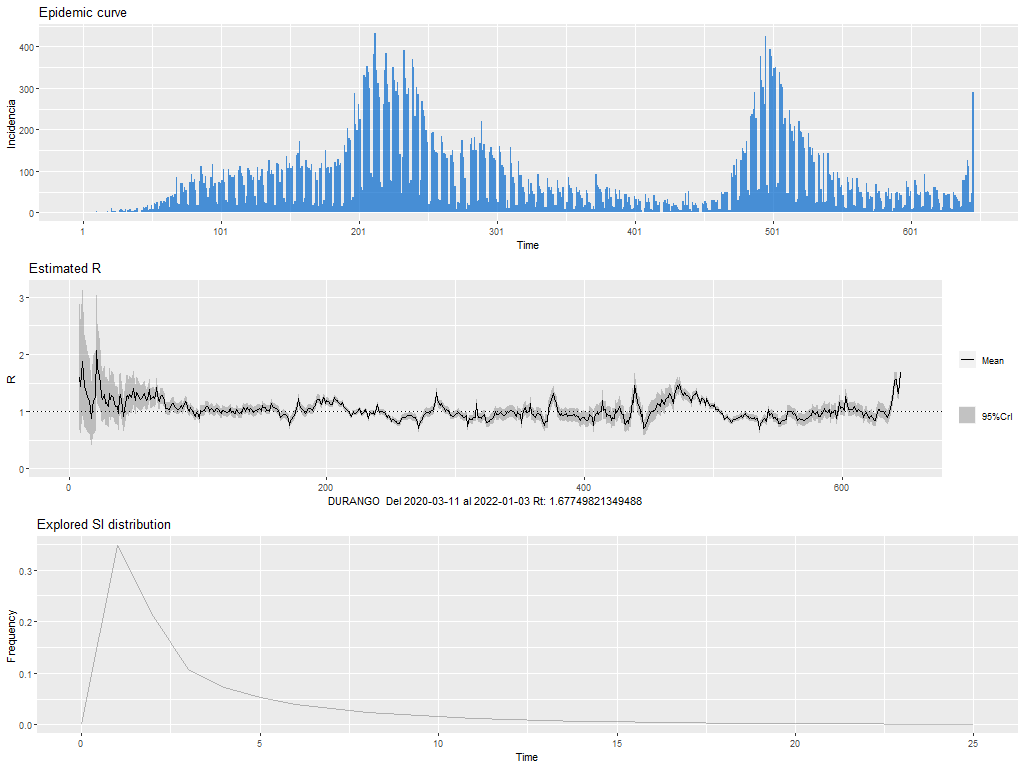 Epidemic curve
Incidencia
400
300
200
100
0
1
101
201
301
401
501
601
Time
Estimated R
R
3
2
1
0
0
200
400
600
Mean
95%CrI
DURANGO  Del 2020-03-11 al 2022-01-03 Rt: 1.67749821349488
Explored SI distribution
Frequency
0.3
0.2
0.1
0.0
0
5
10
15
20
25
Time